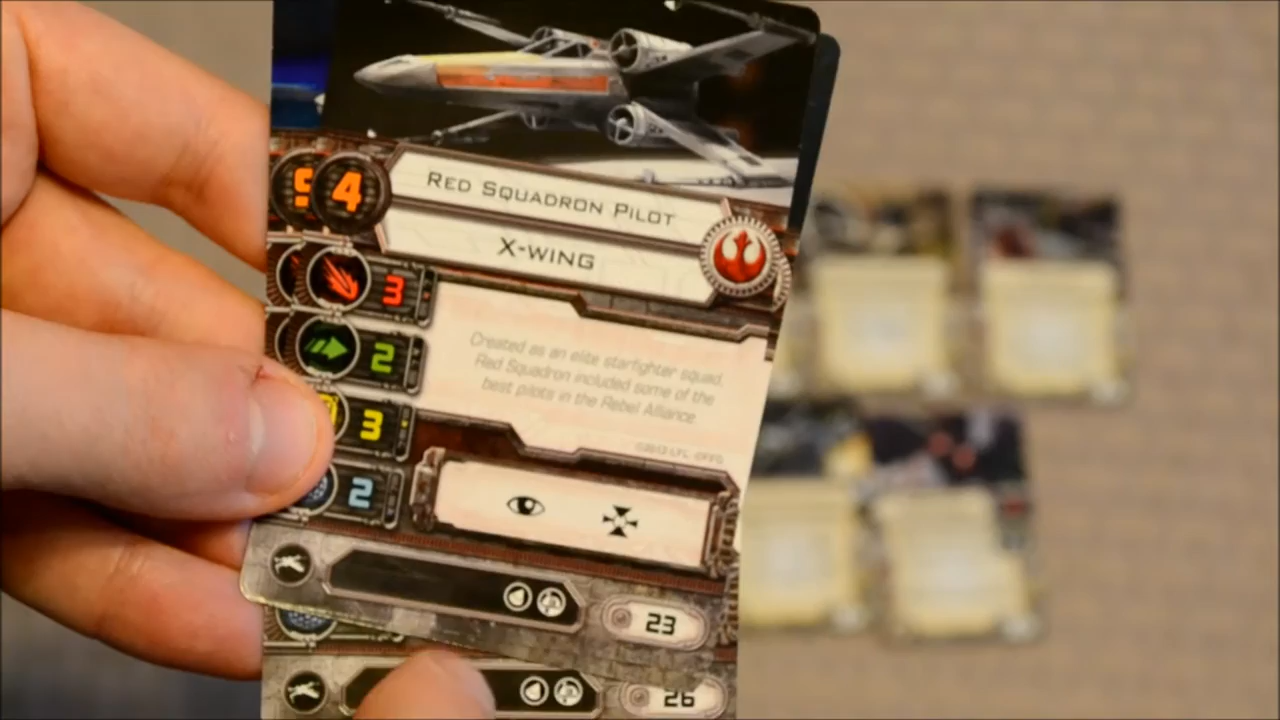 5
4
RED SQUADRON PILOT
X-WING
3
2
3
2
Created as an elite starfighter squad,
Red Squadron included some of the
best pilots in the Rebel Alliance
23
26